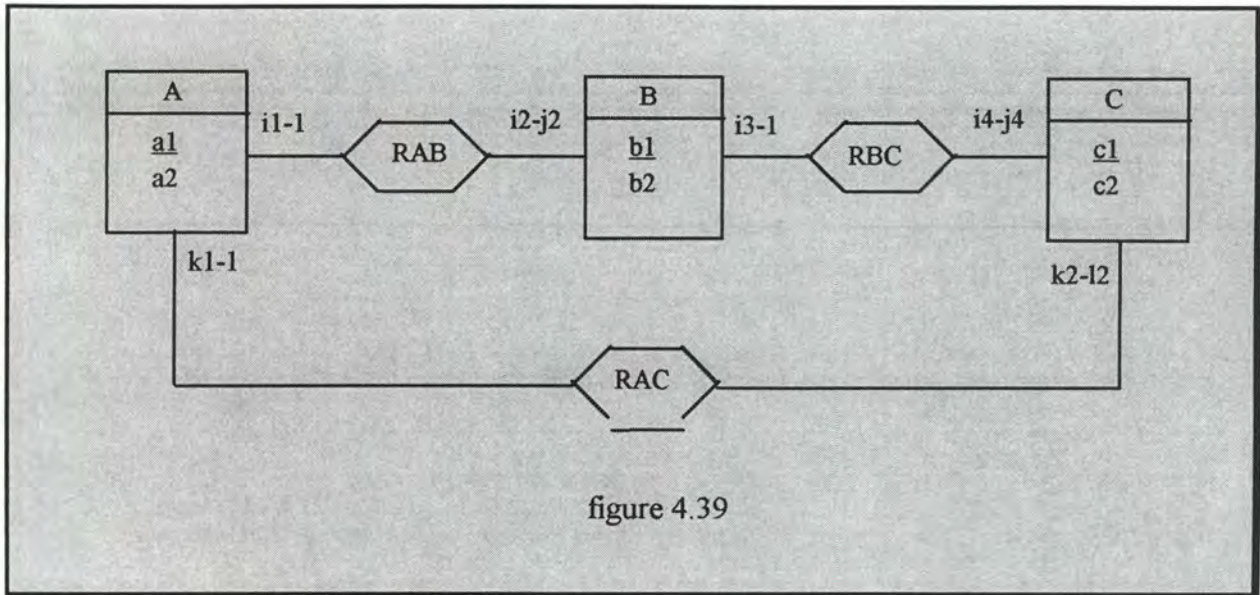 A
B
C
i1-1
i2-j2
i3-1
i4-j4
a1
a2
RAB
b1
b2
RBC
c1
c2
k1-1
k2-l2
RAC
figure 4.39